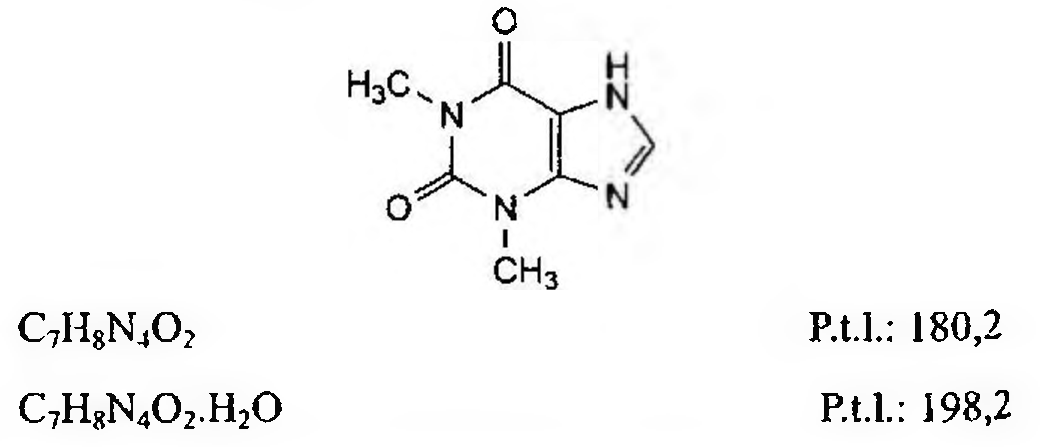 O
H
H₃C
N
N
O
N
N
CH₃
C₇H₈N₄O₂ P.t.l.: 180,2
C₇H₈N₄O₂.H₂O P.t.l.: 198,2